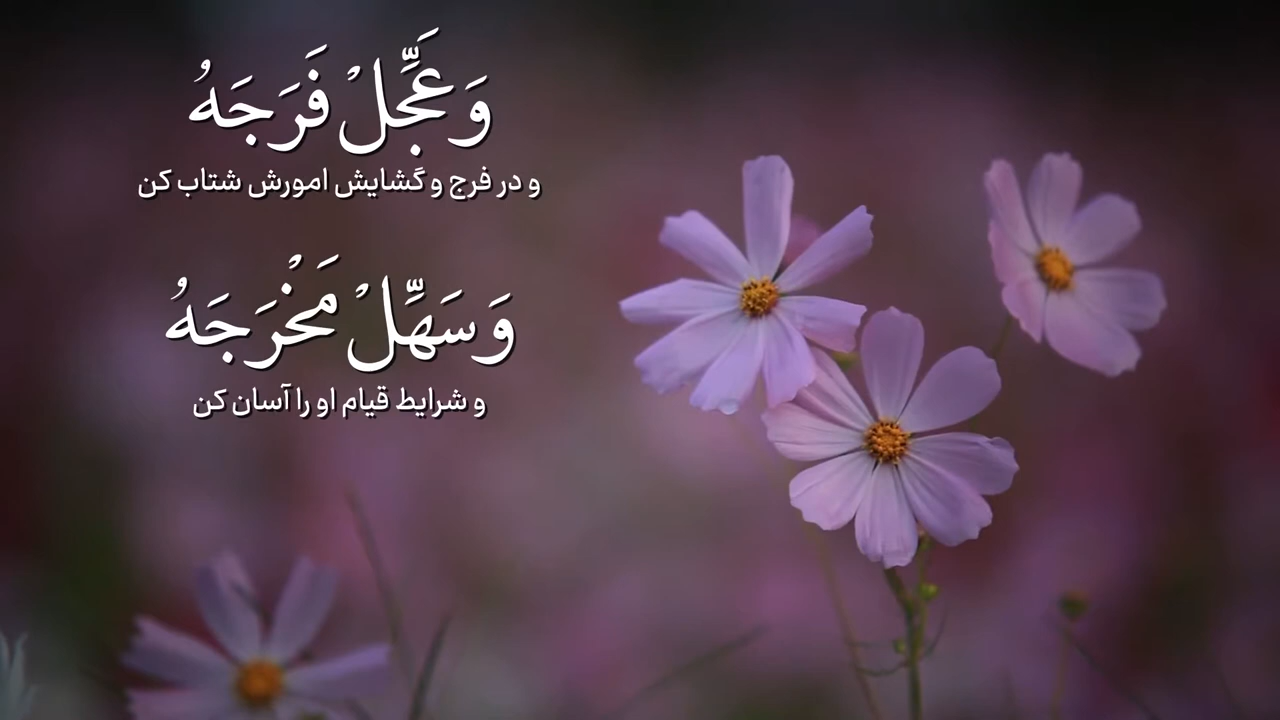 وَعَجِّلْ فَرَجَهُ
و در فرج و گشایش امورش شتاب کن
وَسَهِّلْ مَخْرَجَهُ
و شرایط قیام او را آسان کن